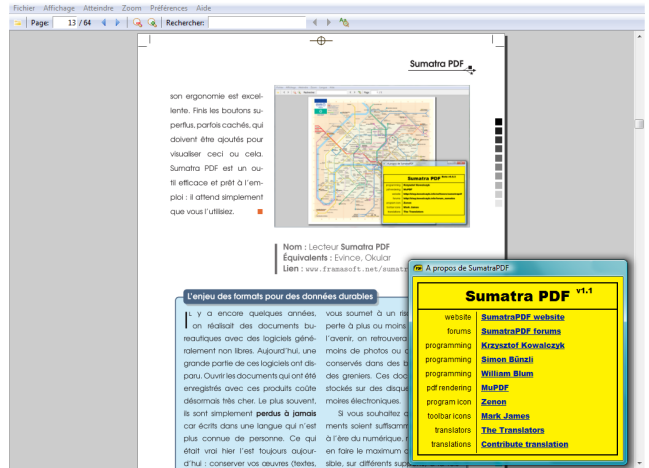 Fichier Affichage Atteindre Zoom Préférences Aide
Page: 13 / 64 Rechercher:
Sumatra PDF
son ergonomie est excel-
lente. Finis les boutons su-
perflus, parfois cachés, qui
doivent être ajoutés pour
visualiser ceci ou cela.
Sumatra PDF est un ou-
til efficace et prêt à l'em-
ploi : il attend simplement
que vous l'utilisiez.
Sumatra PDF
Nom : Lecteur Sumatra PDF
Équivalents : Evince, Okular
Lien : www.framasoft.net/sumatr
L'enjeu des formats pour des données durables
IL y a encore quelques années,
on réalisait des documents bu-
reautiques avec des logiciels géné-
ralement non libres. Aujourd'hui, une
grande partie de ces logiciels ont dis-
paru. Ouvrir les documents qui ont été
enregistrés avec ces produits coûte
désormais très cher. Le plus souvent,
ils sont simplement perdus à jamais
car écrits dans une langue qui n'est
plus connue de personne. Ce qui
était vrai hier l'est toujours aujour-
d'hui : conserver vos œuvres (textes,
vous soumet à un ris
perte à plus ou moins
l'avenir, on retrouvera
moins de photos ou d
conservés dans des b
des greniers. Ces doc
stockés sur des disque
moires électroniques.
Si vous souhaitez q
ments soient suffisamm
à l'ère du numérique, r
en faire le maximum c
sible, sur différents sup
A propos de SumatraPDF
Sumatra PDF v1.1
website SumatraPDF website
forums SumatraPDF forums
programming Krzysztof Kowalczyk
programming Simon Bünzli
programming William Blum
pdf rendering MuPDF
program icon Zenon
toolbar icons Mark James
translators The Translators
translations Contribute translation